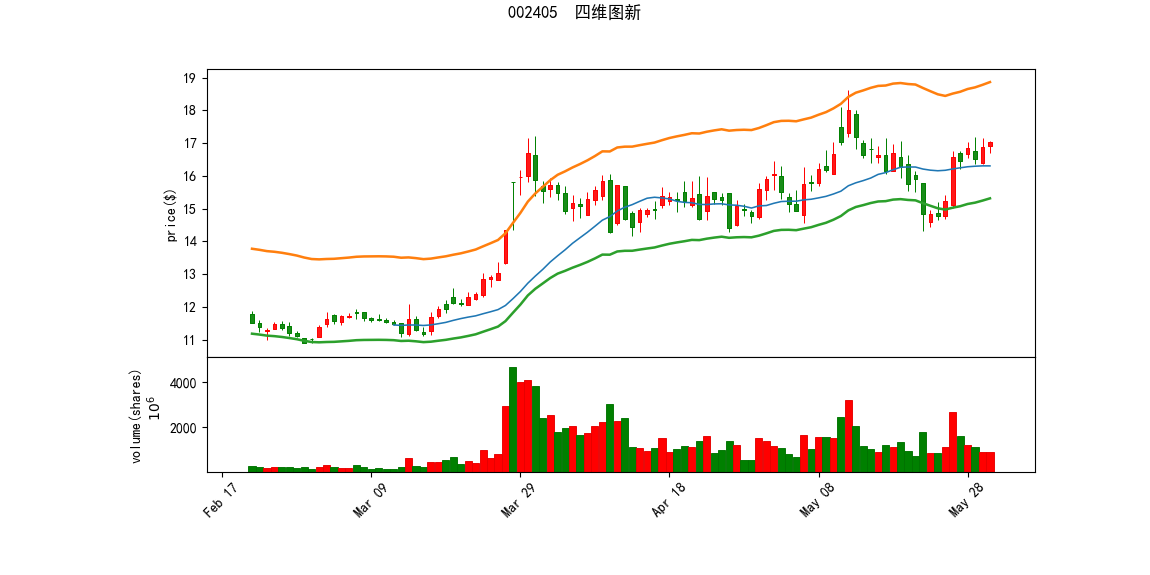 002405 四维图新
19
18
17
16
15
14
13
12
11
price($)
4000
2000
volume(shares)
10^6
Feb 17
Mar 09
Mar 29
Apr 18
May 08
May 28